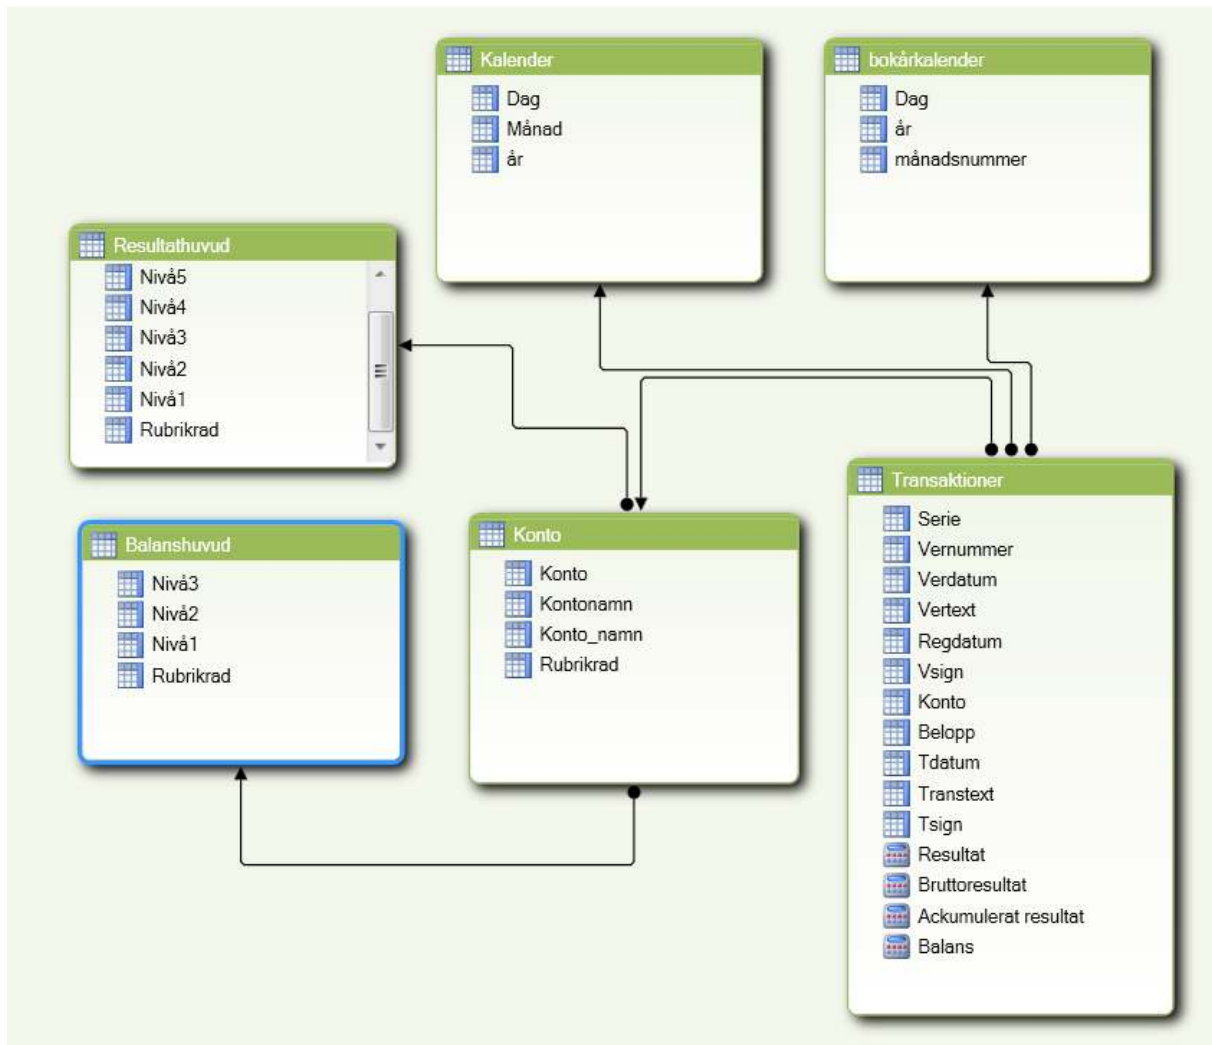 Kalender
Dag
Månad
år
bokårkalender
Dag
år
månadsnummer
Resultathuvud
Nivå5
Nivå4
Nivå3
Nivå2
Nivå1
Rubrikrad
Balanshuvud
Nivå3
Nivå2
Nivå1
Rubrikrad
Konto
Konto
Kontonamn
Konto_namn
Rubrikrad
Transaktioner
Serie
Vernummer
Verdatum
Vertext
Regdatum
Vsign
Konto
Belopp
Tdatum
Transtext
Tsign
Resultat
Bruttoresultat
Ackumulerat resultat
Balans